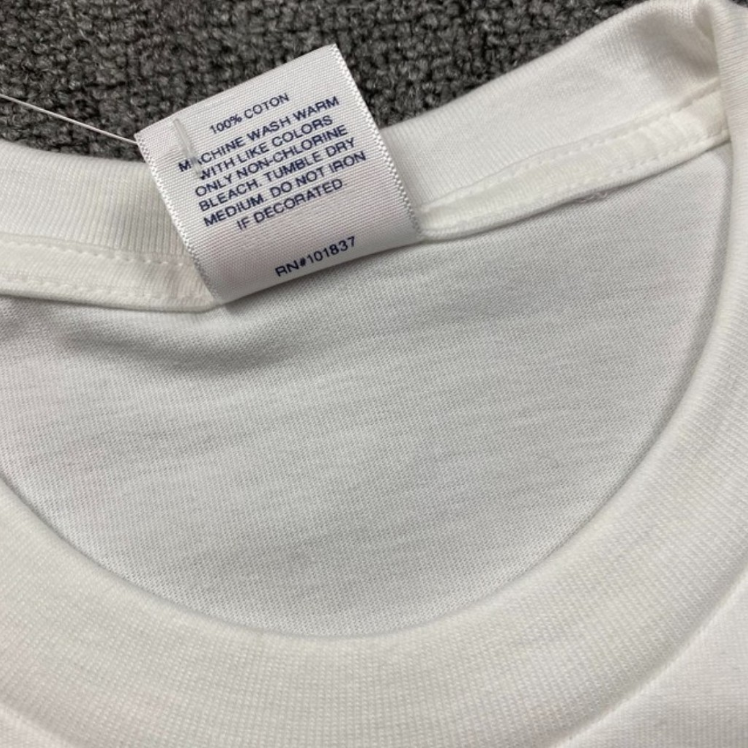 100% COTON
MACHINE WASH WARM
WITH LIKE COLORS
ONLY NON-CHLORINE
BLEACH. TUMBLE DRY
MEDIUM. DO NOT IRON
IF DECORATED.
RN#101837